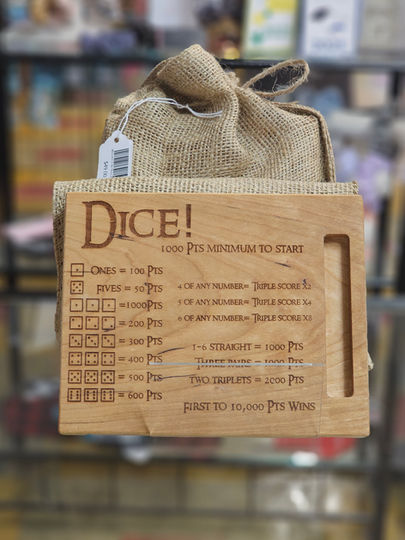 DICE!
1000 PTS MINIMUM TO START
ONES = 100 PTS
FIVES = 50 PTS
=1000PTS
= 200 PTS
= 300 PTS
= 400 PTS
= 500 PTS
= 600 PTS
4 OF ANY NUMBER= TRIPLE SCORE X2
5 OF ANY NUMBER= TRIPLE SCORE X4
6 OF ANY NUMBER= TRIPLE SCORE X8
1-6 STRAIGHT = 1000 PTS
THREE PAIRS = 1000 PTS
TWO TRIPLETS = 2000 PTS
FIRST TO 10,000 PTS WINS